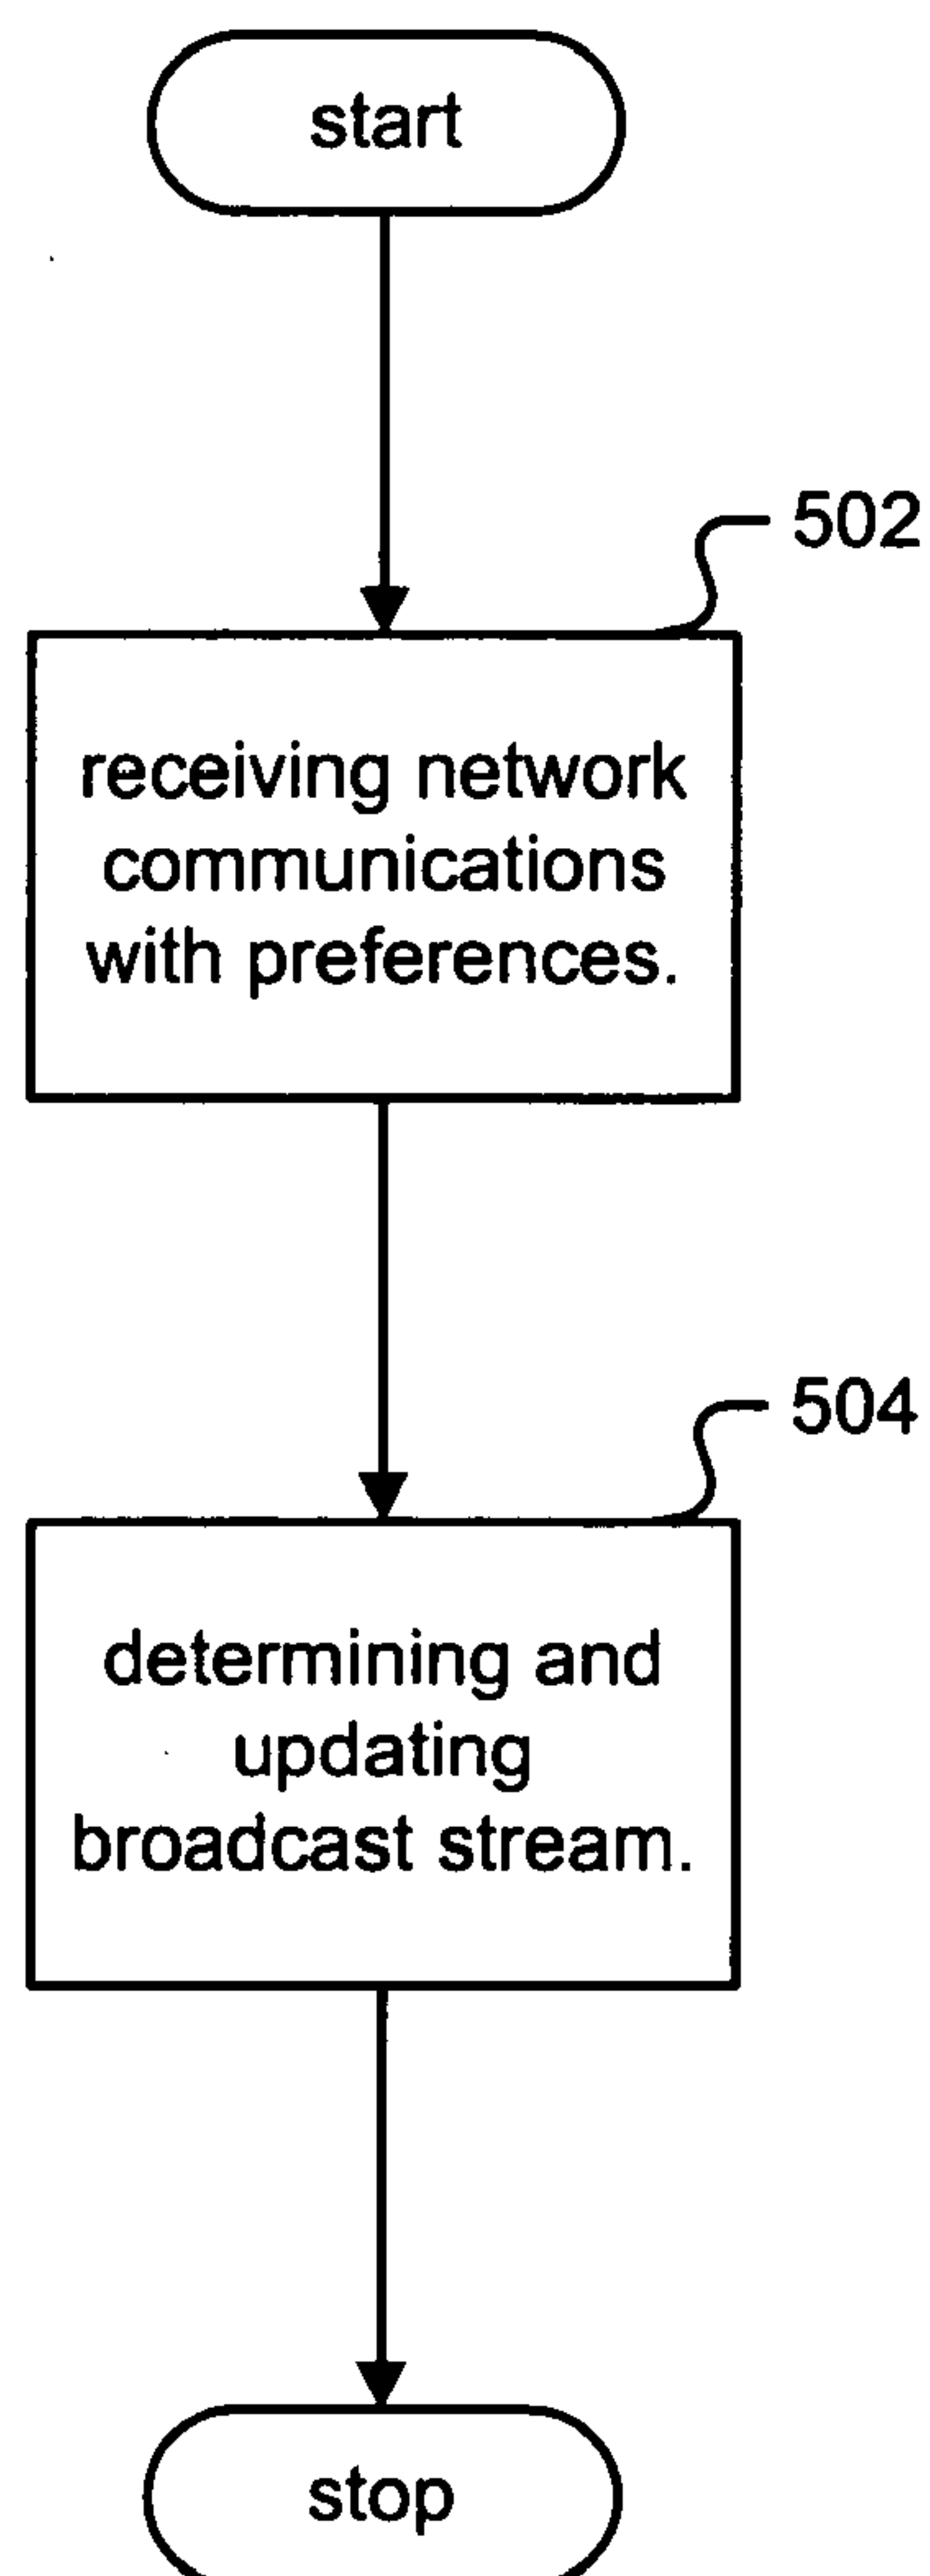 start
502
receiving network
communications
with preferences.
504
determining and
updating
broadcast stream.
stop